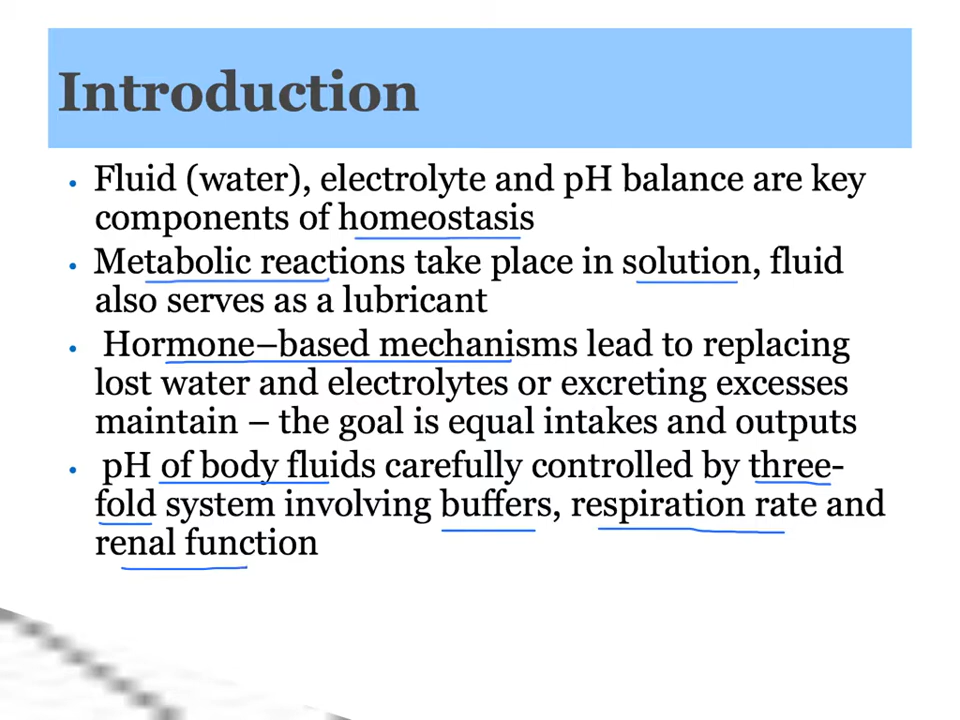 Introduction
• Fluid (water), electrolyte and pH balance are key
components of homeostasis
• Metabolic reactions take place in solution, fluid
also serves as a lubricant
• Hormone–based mechanisms lead to replacing
lost water and electrolytes or excreting excesses
maintain – the goal is equal intakes and outputs
• pH of body fluids carefully controlled by three-
fold system involving buffers, respiration rate and
renal function